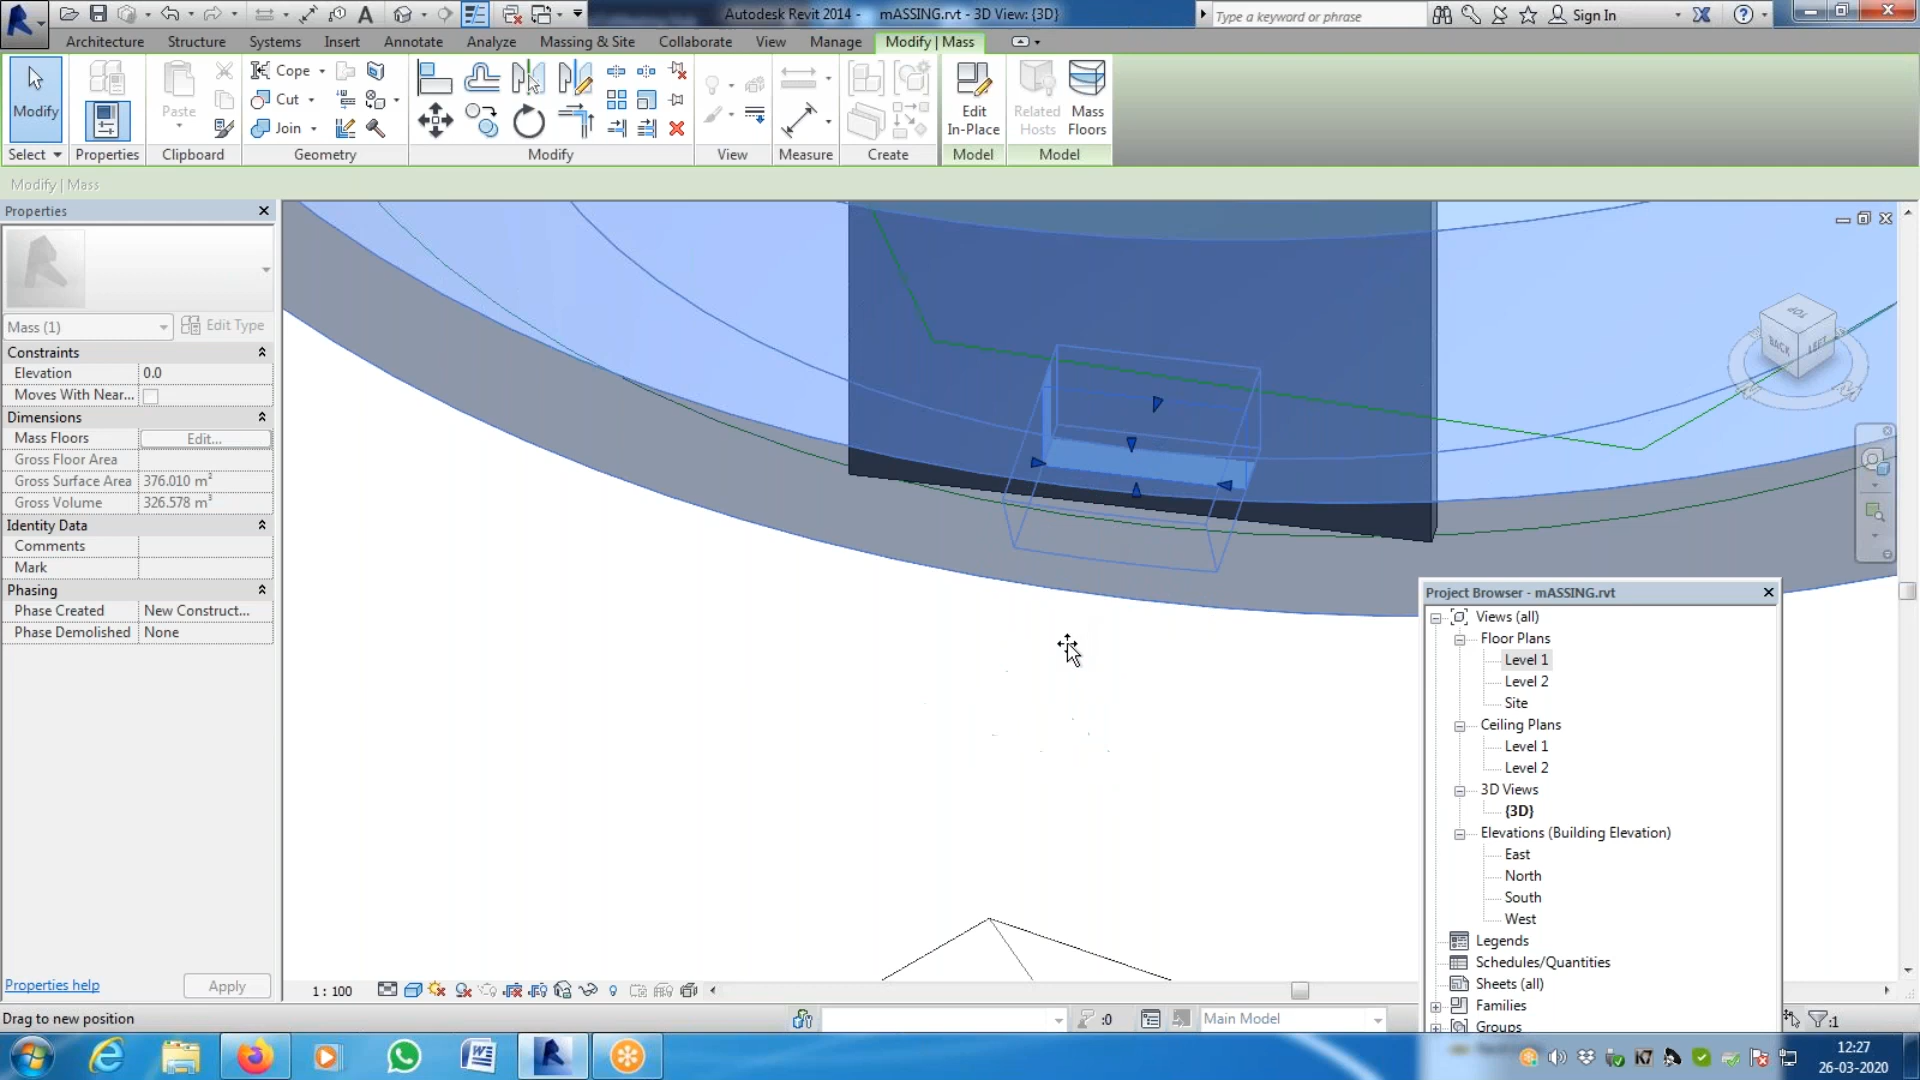 Autodesk Revit 2014 - mASSING.rvt - 3D View: {3D}
Type a keyword or phrase
Sign In
Architecture Structure Systems Insert Annotate Analyze Massing & Site Collaborate View Manage Modify | Mass
Modify
Paste
Cope
Cut
Join
Edit In-Place
Related Hosts
Mass Floors
Select Properties Clipboard Geometry Modify View Measure Create Model Model
Modify | Mass
Properties
Mass (1) Edit Type
Constraints
Elevation 0.0
Moves With Near...
Dimensions
Mass Floors Edit...
Gross Floor Area
Gross Surface Area 376.010 m²
Gross Volume 326.578 m³
Identity Data
Comments
Mark
Phasing
Phase Created New Construct...
Phase Demolished None
Properties help Apply
TOP
BACK LEFT
Project Browser - mASSING.rvt
Views (all)
Floor Plans
Level 1
Level 2
Site
Ceiling Plans
Level 1
Level 2
3D Views
{3D}
Elevations (Building Elevation)
East
North
South
West
Legends
Schedules/Quantities
Sheets (all)
Families
Groups
1 : 100
Drag to new position
:0
Main Model
:1
12:27
26-03-2020